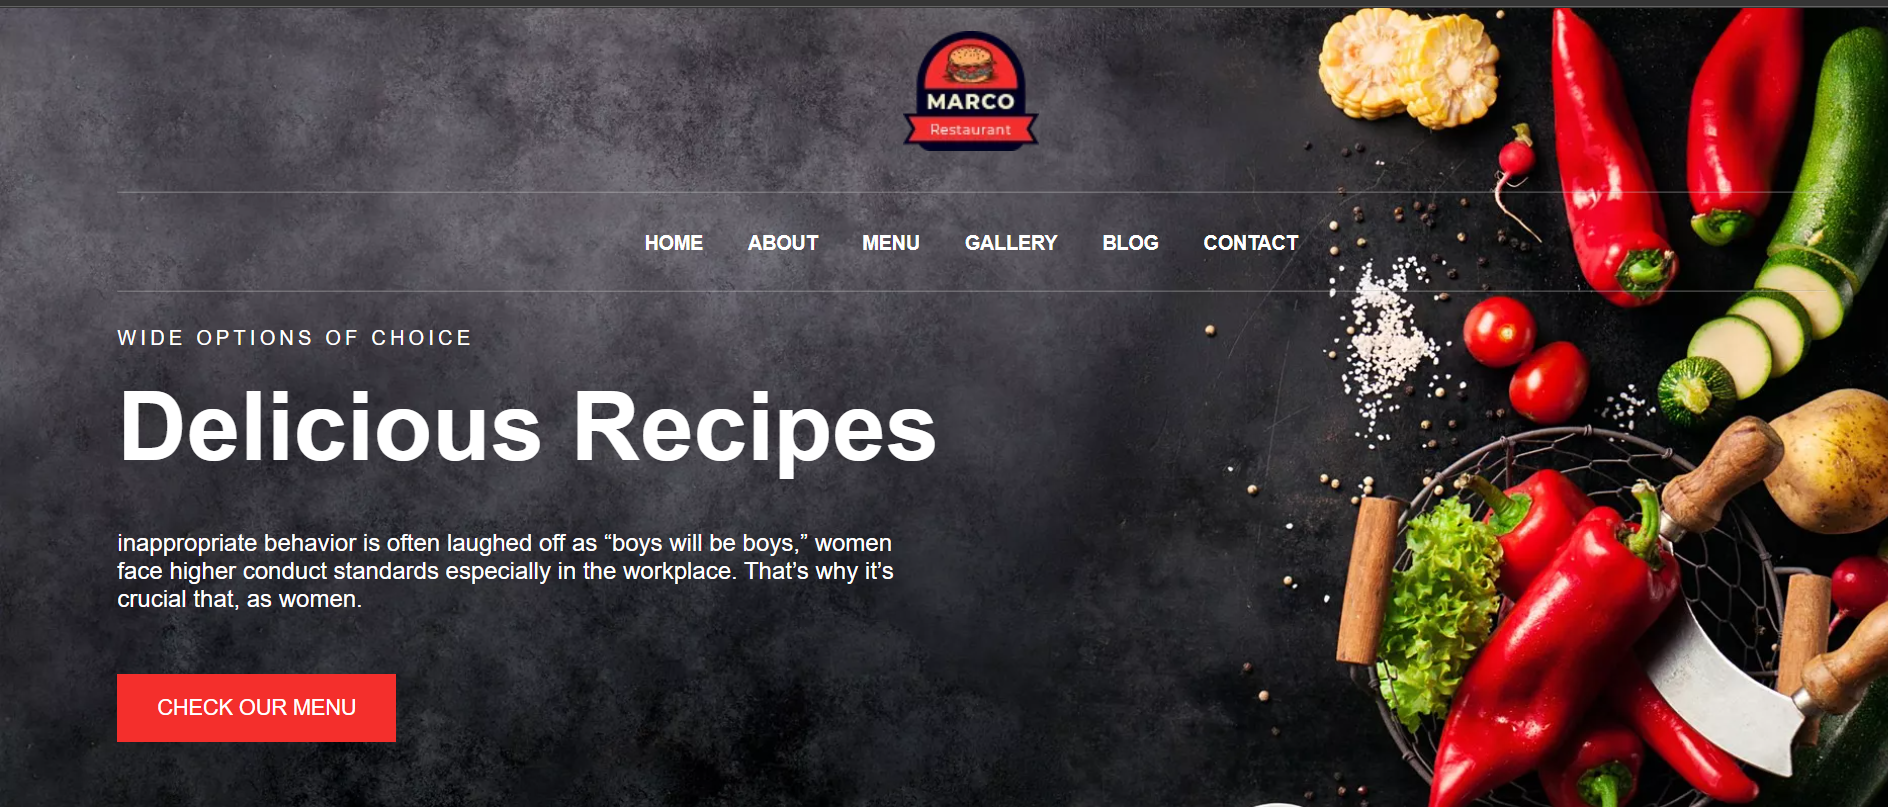 MARCO
Restaurant
HOME ABOUT MENU GALLERY BLOG CONTACT
WIDE OPTIONS OF CHOICE
Delicious Recipes
inappropriate behavior is often laughed off as “boys will be boys,” women
face higher conduct standards especially in the workplace. That’s why it’s
crucial that, as women.
CHECK OUR MENU